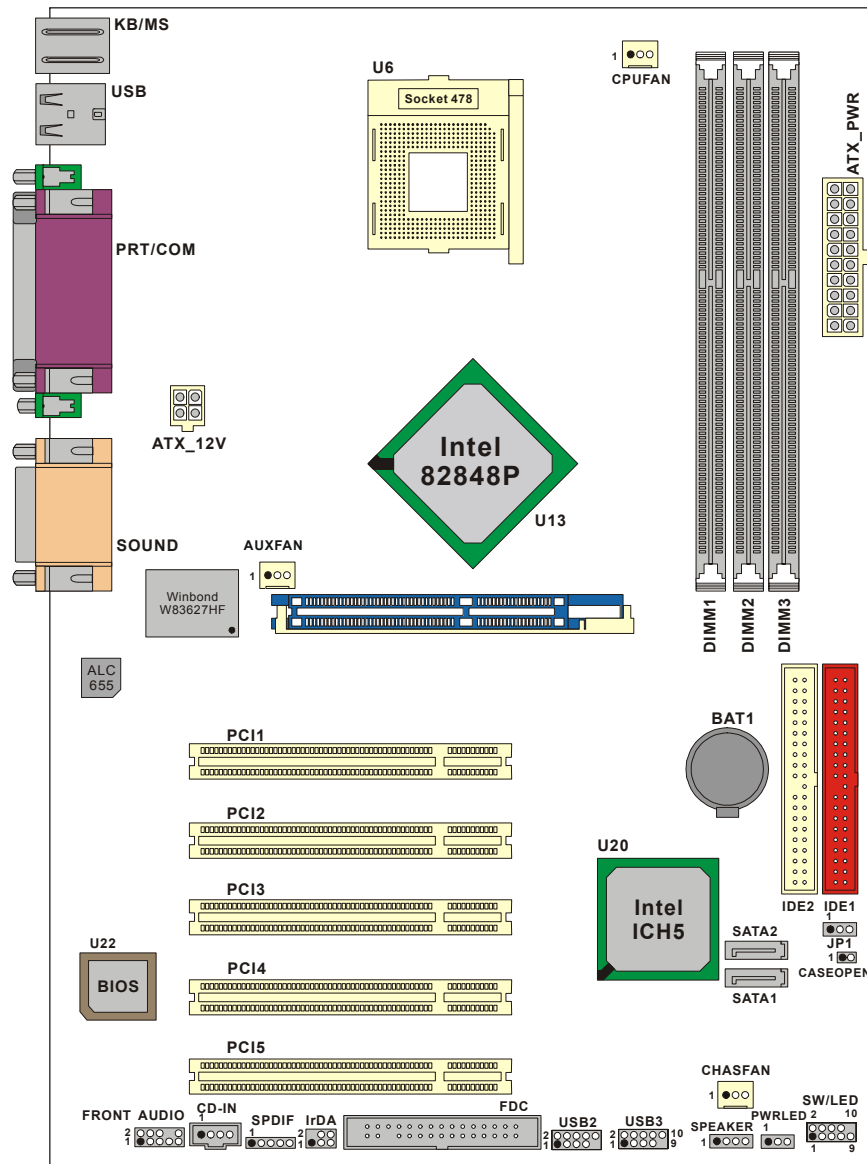 KB/MS
USB
U6
Socket 478
1
CPUFAN
ATX_PWR
PRT/COM
ATX_12V
Intel
82848P
U13
SOUND
AUXFAN
1
Winbond
W83627HF
DIMM1
DIMM2
DIMM3
ALC
655
BAT1
PCI1
PCI2
PCI3
PCI4
PCI5
U20
Intel
ICH5
IDE2
IDE1
1
JP1
1
CASEOPEN
SATA2
SATA1
U22
BIOS
CHASFAN
1
FRONT AUDIO
2
1
CD-IN
1
SPDIF
1
IrDA
2
1
FDC
USB2
2
1
USB3
2
1
10
9
SPEAKER
1
PWRLED
1
SW/LED
2
10
1
9